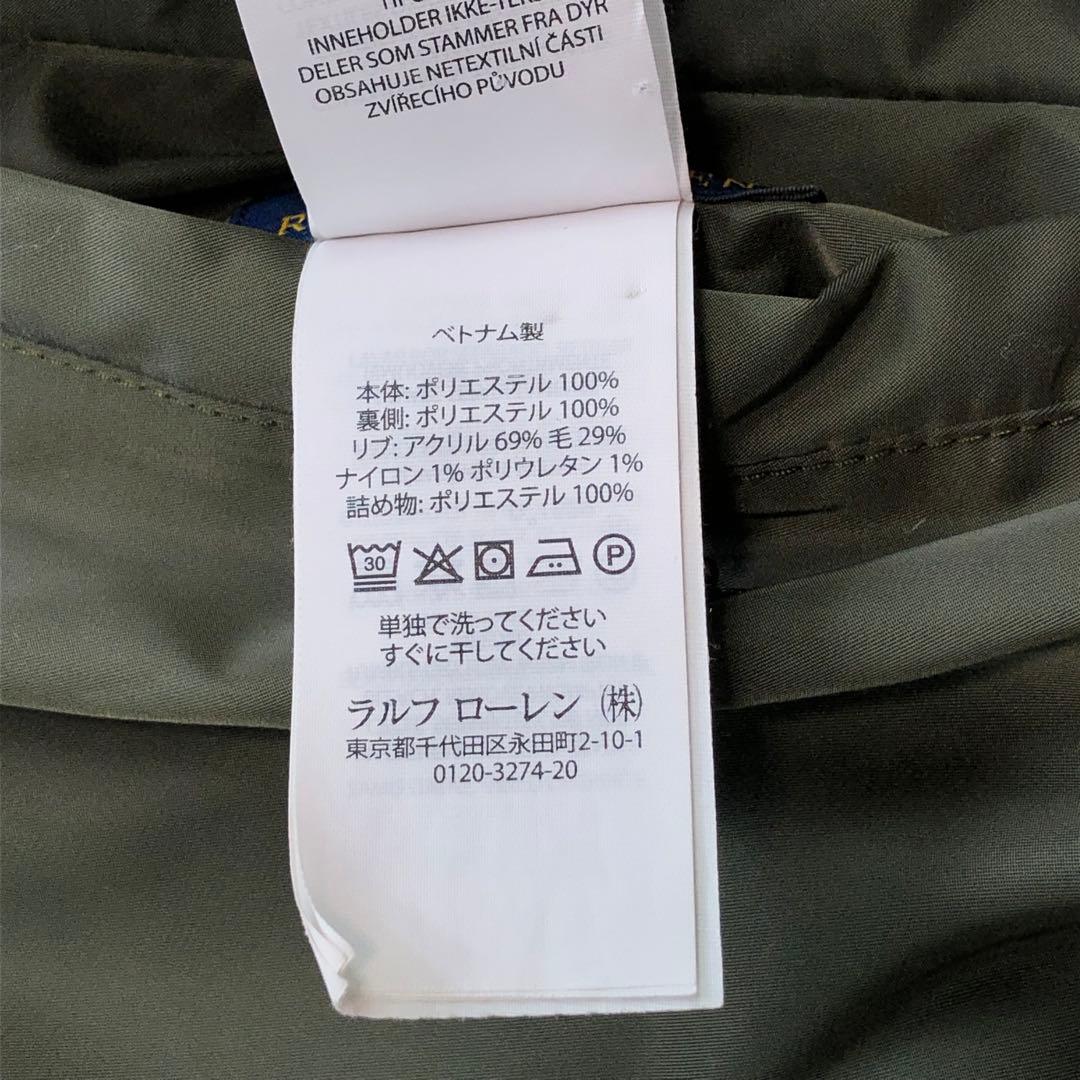 INNEHOLDER IKKE-TEKS
DELER SOM STAMMER FRA DYR
OBSAHUJE NETEXTILNÍ ČÁSTI
ZVÍŘECÍHO PŮVODU
ベトナム製
本体: ポリエステル 100%
裏側: ポリエステル 100%
リブ: アクリル 69% 毛 29%
ナイロン 1% ポリウレタン 1%
詰め物: ポリエステル 100%
30
P
単独で洗ってください
すぐに干してください
ラルフ ローレン ㈱
東京都千代田区永田町2-10-1
0120-3274-20